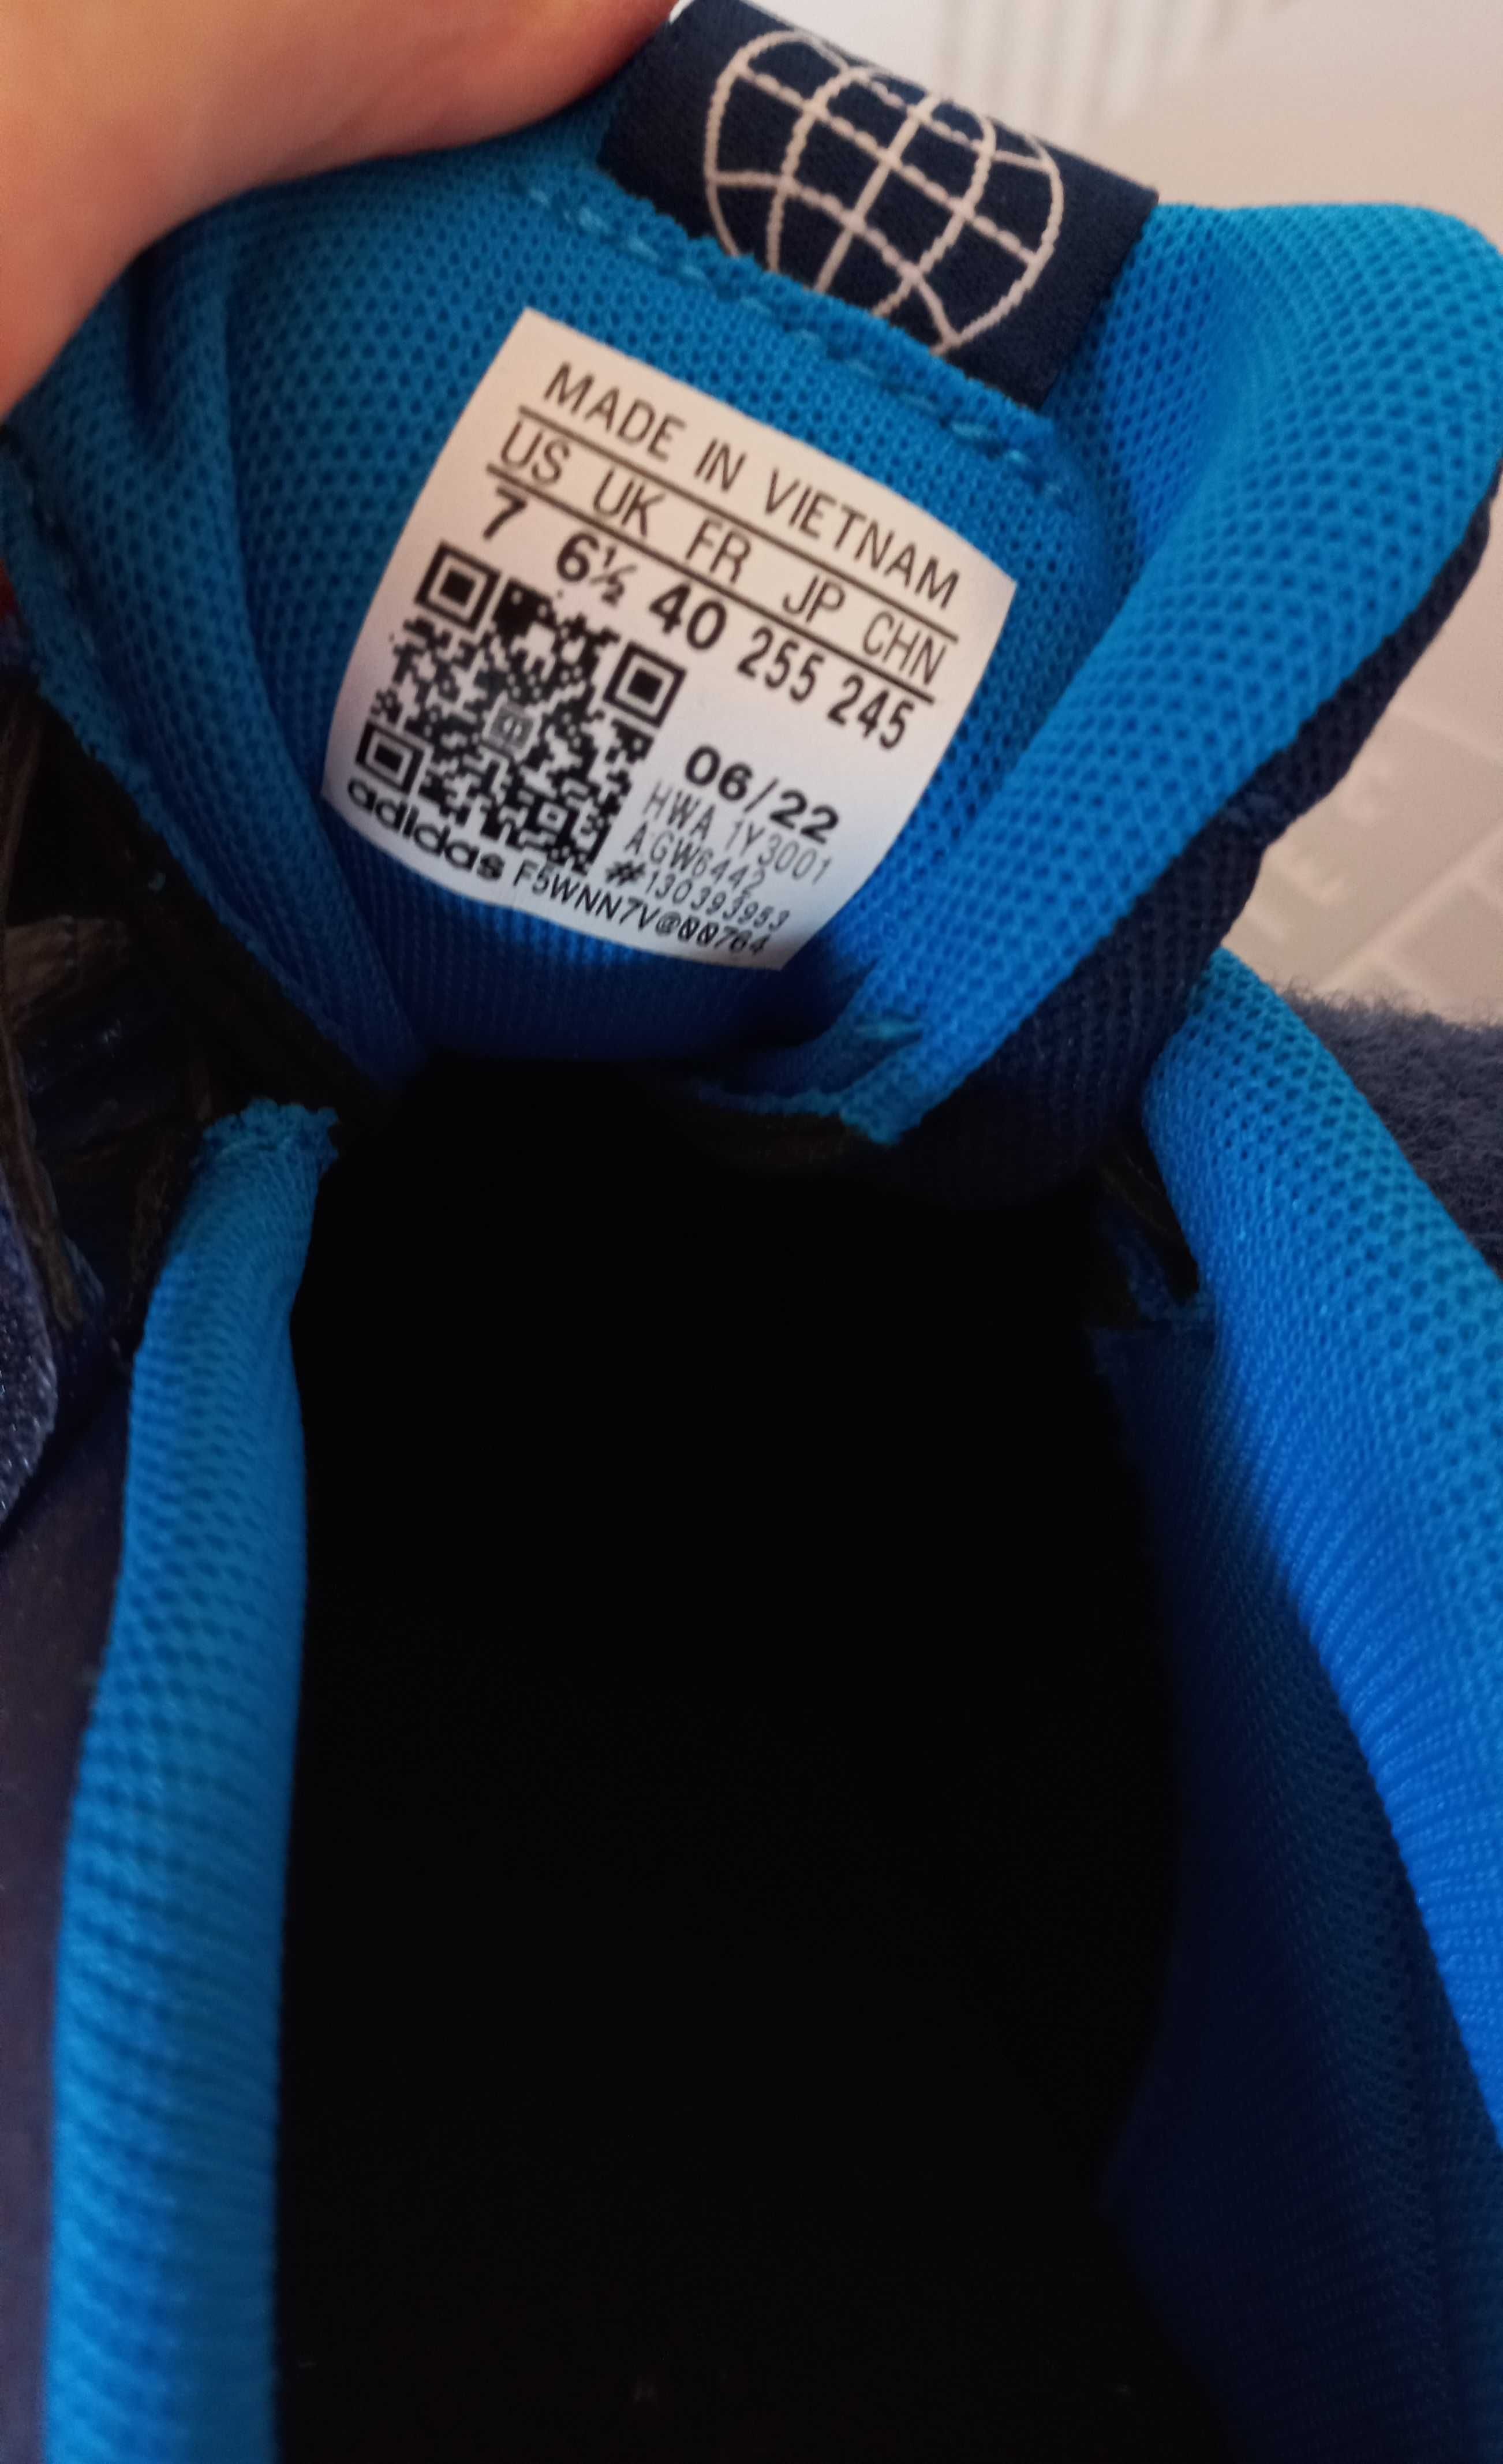 MADE IN VIETNAM
US UK FR JP CHN
7 6½ 40 255 245
06/22
HWA 1Y3001
AGW6442
#130393953
adidas F5WNN7V@00764